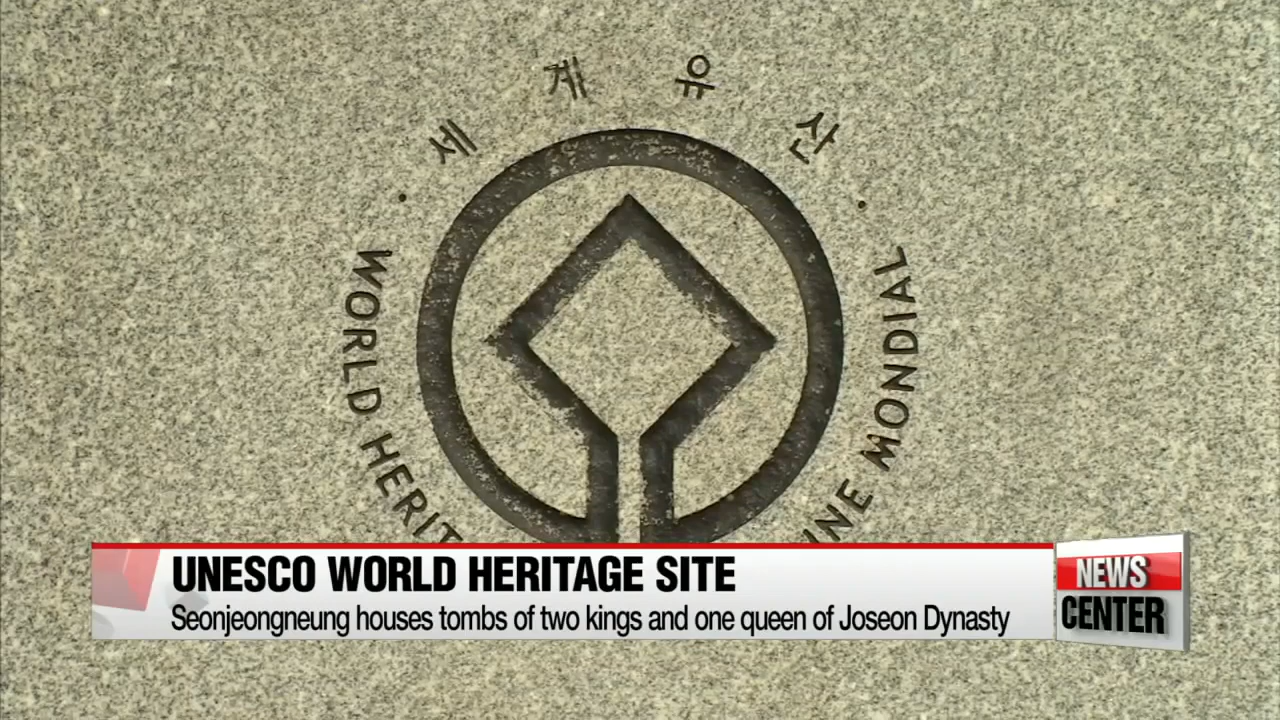 · 세계유산 ·
WORLD HERIT
INE MONDIAL
UNESCO WORLD HERITAGE SITE
Seonjeongneung houses tombs of two kings and one queen of Joseon Dynasty
NEWS
CENTER